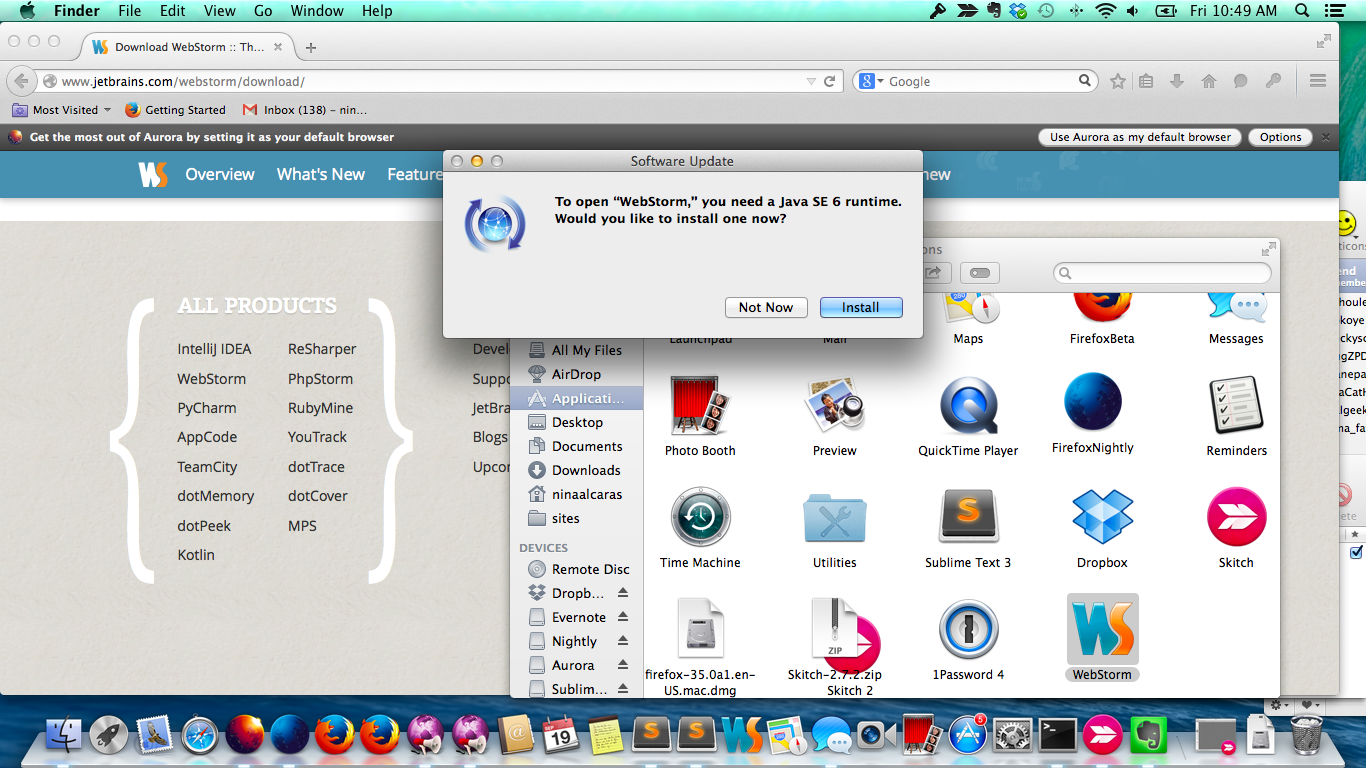 Finder File Edit View Go Window Help Fri 10:49 AM
Download WebStorm :: Th...
www.jetbrains.com/webstorm/download/
Google
Most Visited Getting Started Inbox (138) – nin...
Get the most out of Aurora by setting it as your default browser
Use Aurora as my default browser Options
WS Overview What's New Feature
Software Update
To open “WebStorm,” you need a Java SE 6 runtime.
Would you like to install one now?
Not Now Install
ALL PRODUCTS
IntelliJ IDEA ReSharper
WebStorm PhpStorm
PyCharm RubyMine
AppCode YouTrack
TeamCity dotTrace
dotMemory dotCover
dotPeek MPS
Kotlin
Develo
Suppo
JetBra
Blogs
Upcon
All My Files
AirDrop
Applicati...
Desktop
Documents
Downloads
ninaalcaras
sites
DEVICES
Remote Disc
Dropb...
Evernote
Nightly
Aurora
Sublim...
Launchpad Mail Maps FirefoxBeta Messages
Photo Booth Preview QuickTime Player FirefoxNightly Reminders
Time Machine Utilities Sublime Text 3 Dropbox Skitch
ZIP
WS
firefox-35.0a1.en-
US.mac.dmg
Skitch-2.7.2.zip
Skitch 2
1Password 4
WebStorm
SEP
19
5